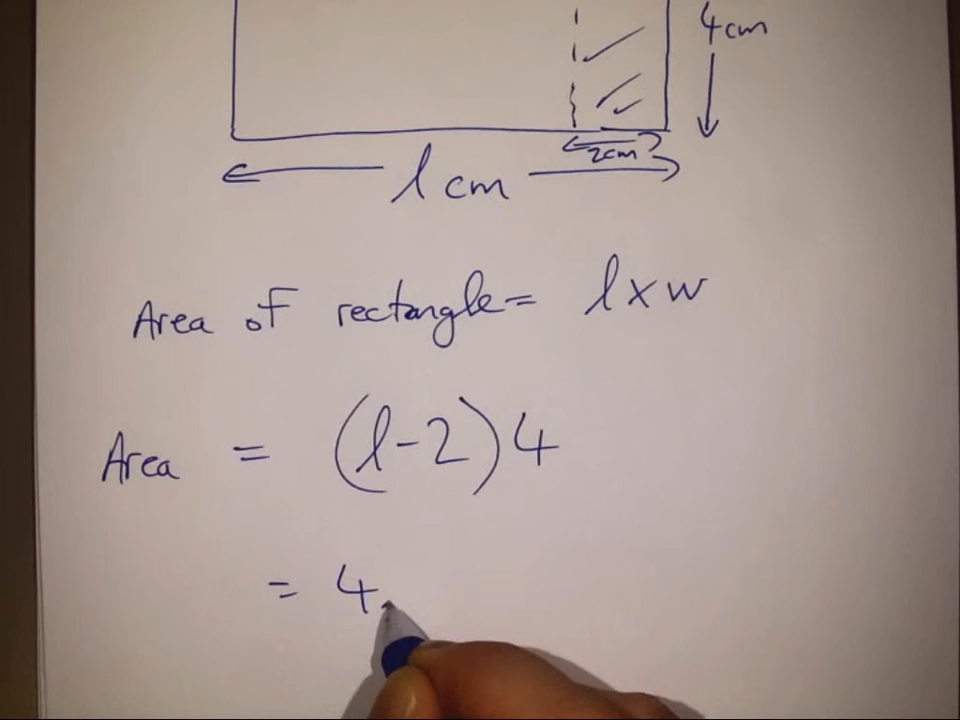 4cm
2cm
l cm
Area of rectangle = l x w
Area = (l-2)4
= 4